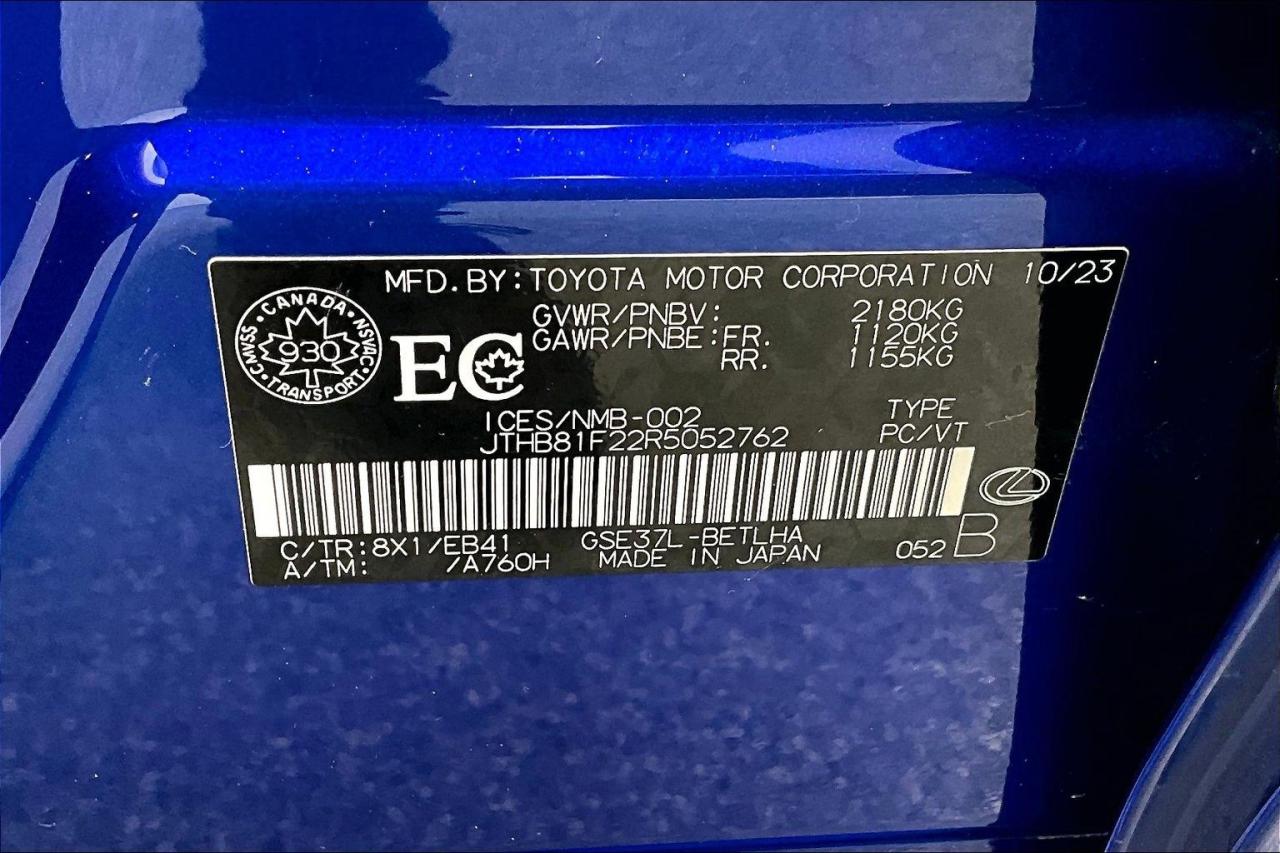 MFD.BY:TOYOTA MOTOR CORPORATION 10/23
GVWR/PNBV: 2180KG
GAWR/PNBE:FR. 1120KG
RR. 1155KG
CANADA
CMVSS 930 NSVAC
TRANSPORT
EC
ICES/NMB-002 TYPE
JTHB81F22R5052762 PC/VT
C/TR:8X1/EB41 GSE37L-BETLHA
A/TM: /A760H MADE IN JAPAN 052 B